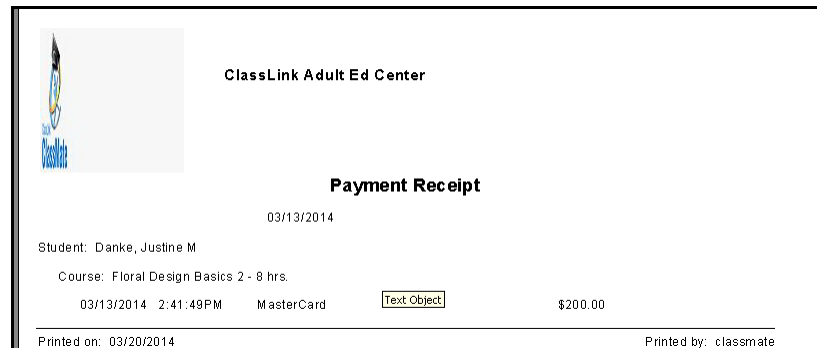 ClassLink Adult Ed Center
ClassMate
Payment Receipt
03/13/2014
Student: Danke, Justine M
Course: Floral Design Basics 2 - 8 hrs.
03/13/2014 2:41:49PM MasterCard Text Object $200.00
Printed on: 03/20/2014 Printed by: classmate